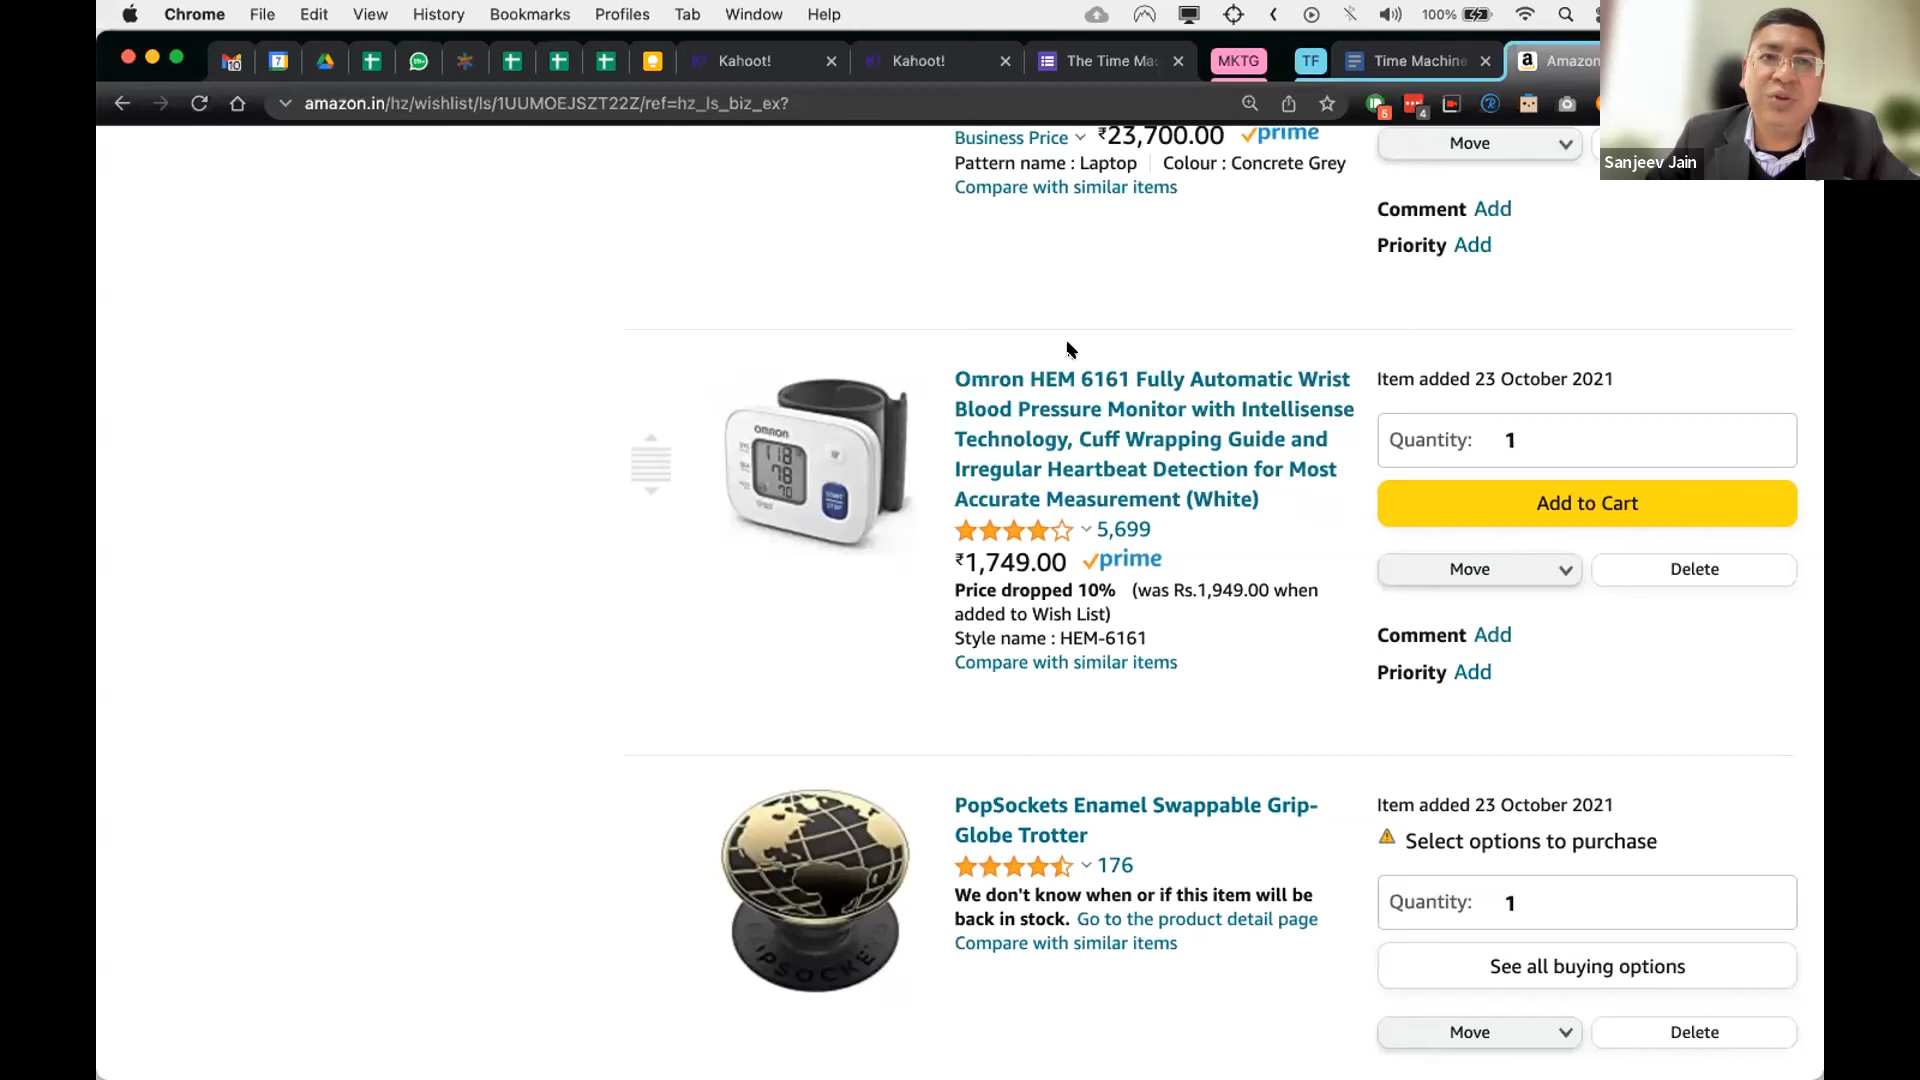 Chrome File Edit View History Bookmarks Profiles Tab Window Help 100%
Kahoot! Kahoot! The Time Ma MKTG TF Time Machine Amazon
amazon.in/hz/wishlist/ls/1UUMOEJSZT22Z/ref=hz_ls_biz_ex?
Sanjeev Jain
Business Price ₹23,700.00 prime
Pattern name : Laptop Colour : Concrete Grey
Compare with similar items
Move
Comment Add
Priority Add
OMRON
118
78
70
START
STOP
Omron HEM 6161 Fully Automatic Wrist
Blood Pressure Monitor with Intellisense
Technology, Cuff Wrapping Guide and
Irregular Heartbeat Detection for Most
Accurate Measurement (White)
5,699
₹1,749.00 prime
Price dropped 10% (was Rs.1,949.00 when
added to Wish List)
Style name : HEM-6161
Compare with similar items
Item added 23 October 2021
Quantity: 1
Add to Cart
Move Delete
Comment Add
Priority Add
PopSockets Enamel Swappable Grip-
Globe Trotter
176
We don't know when or if this item will be
back in stock. Go to the product detail page
Compare with similar items
Item added 23 October 2021
Select options to purchase
Quantity: 1
See all buying options
Move Delete